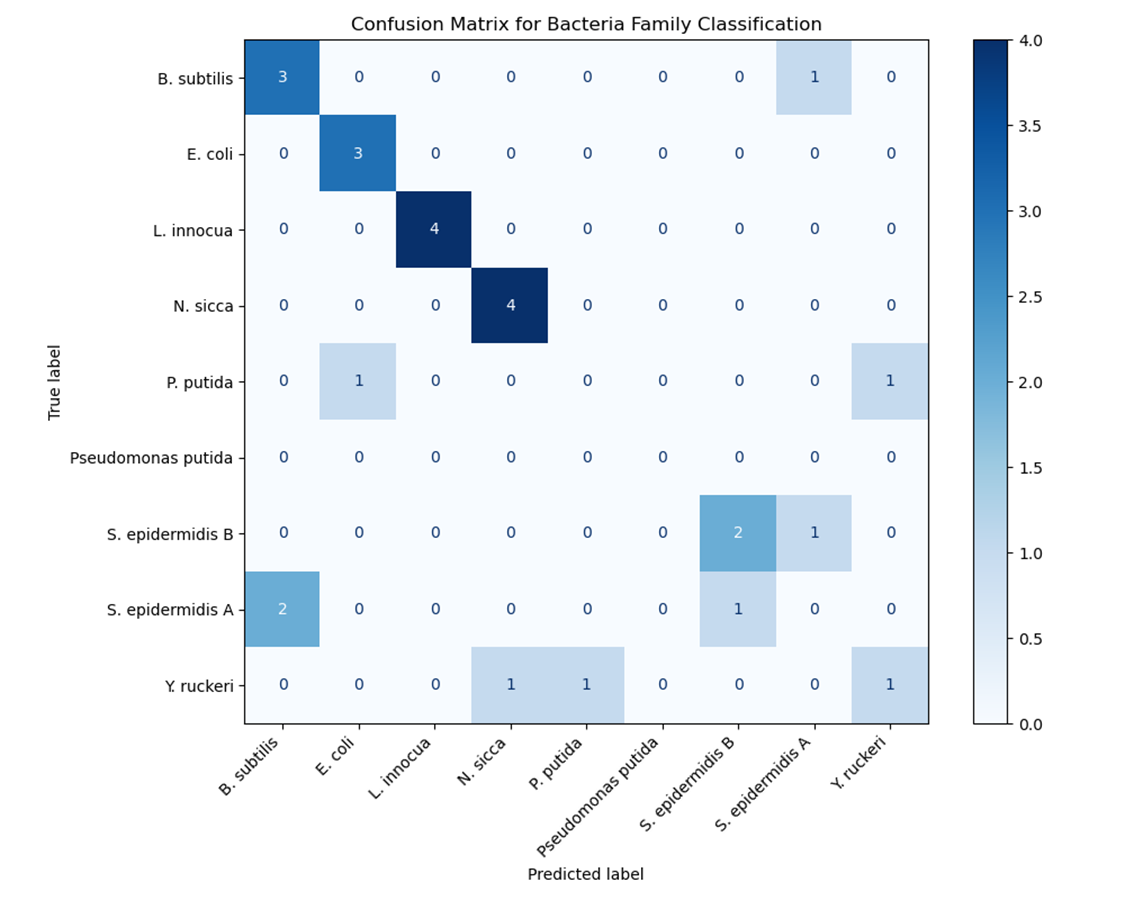 Confusion Matrix for Bacteria Family Classification
B. subtilis 3 0 0 0 0 0 0 1 0
E. coli 0 3 0 0 0 0 0 0 0
L. innocua 0 0 4 0 0 0 0 0 0
N. sicca 0 0 0 4 0 0 0 0 0
P. putida 0 1 0 0 0 0 0 0 1
Pseudomonas putida 0 0 0 0 0 0 0 0 0
S. epidermidis B 0 0 0 0 0 0 2 1 0
S. epidermidis A 2 0 0 0 0 0 1 0 0
Y. ruckeri 0 0 0 1 1 0 0 0 1
True label
B. subtilis
E. coli
L. innocua
N. sicca
P. putida
Pseudomonas putida
S. epidermidis B
S. epidermidis A
Y. ruckeri
Predicted label
4.0
3.5
3.0
2.5
2.0
1.5
1.0
0.5
0.0